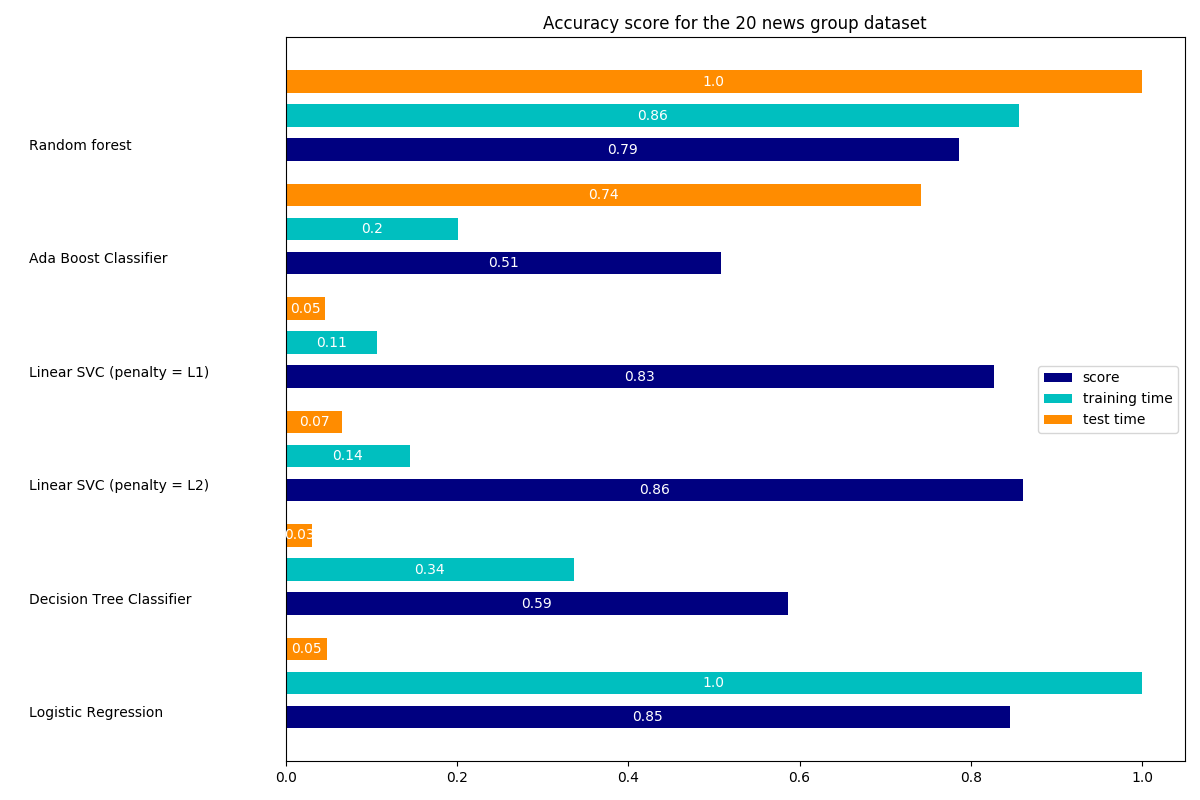 Accuracy score for the 20 news group dataset
1.0
0.86
Random forest
0.79
0.74
0.2
Ada Boost Classifier
0.51
0.05
0.11
Linear SVC (penalty = L1)
0.83
score
training time
test time
0.07
0.14
Linear SVC (penalty = L2)
0.86
0.03
0.34
Decision Tree Classifier
0.59
0.05
1.0
Logistic Regression
0.85
0.0 0.2 0.4 0.6 0.8 1.0